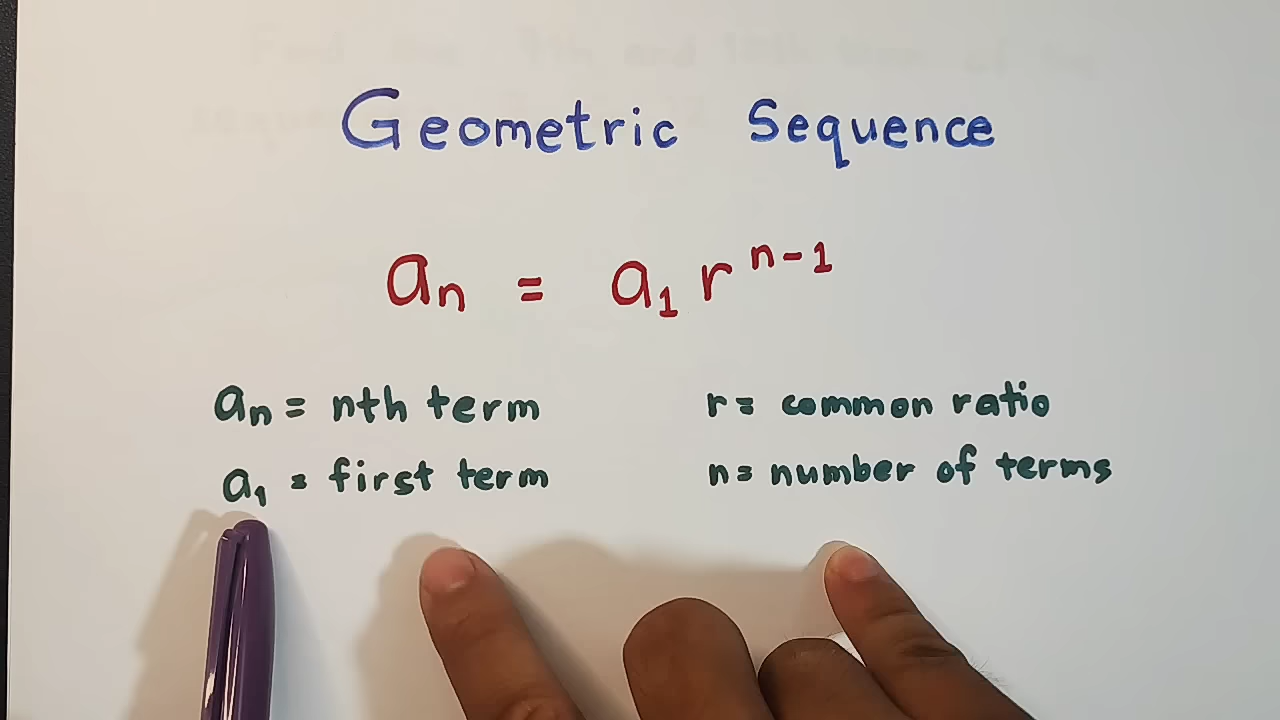 Geometric Sequence
aₙ = a₁ rⁿ⁻¹
aₙ = nth term
r = common ratio
a₁ = first term
n = number of terms